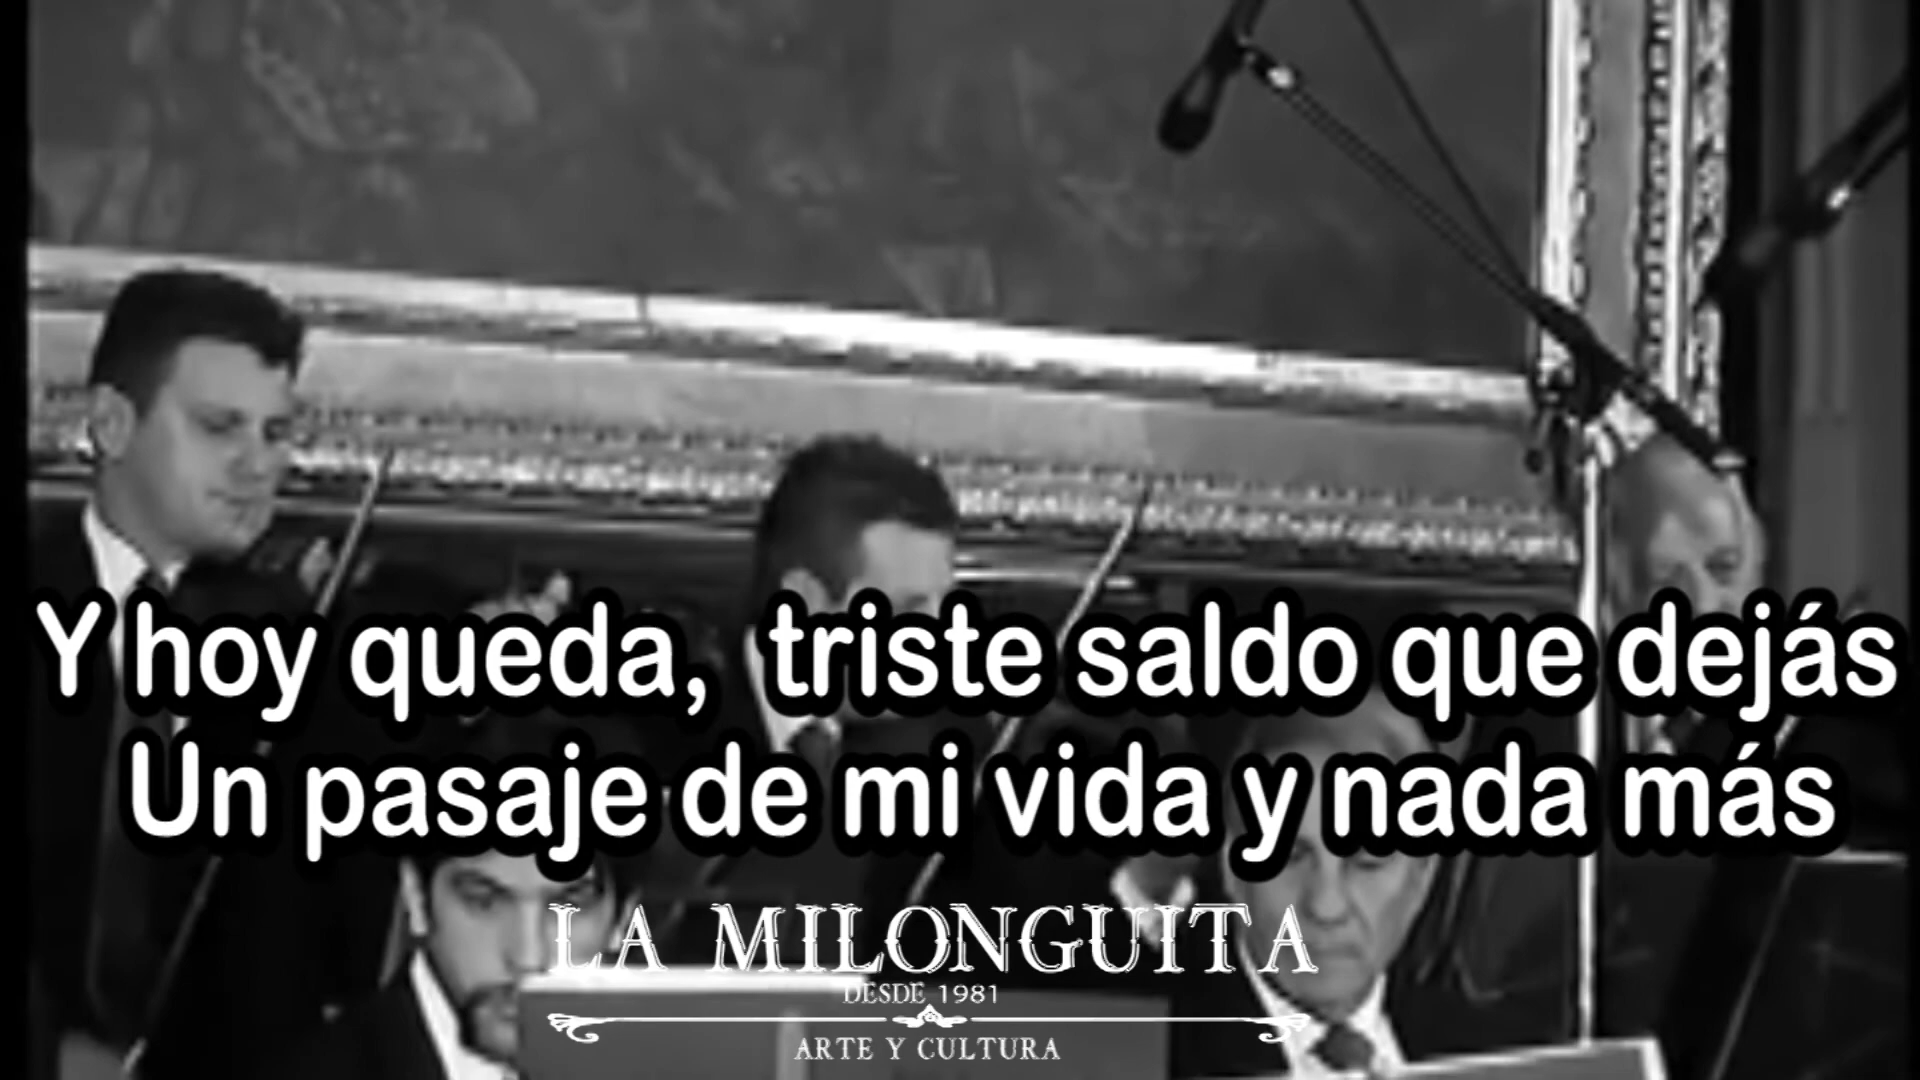 Y hoy queda, triste saldo que dejás
Un pasaje de mi vida y nada más
LA MILONGUITA
DESDE 1981
ARTE Y CULTURA